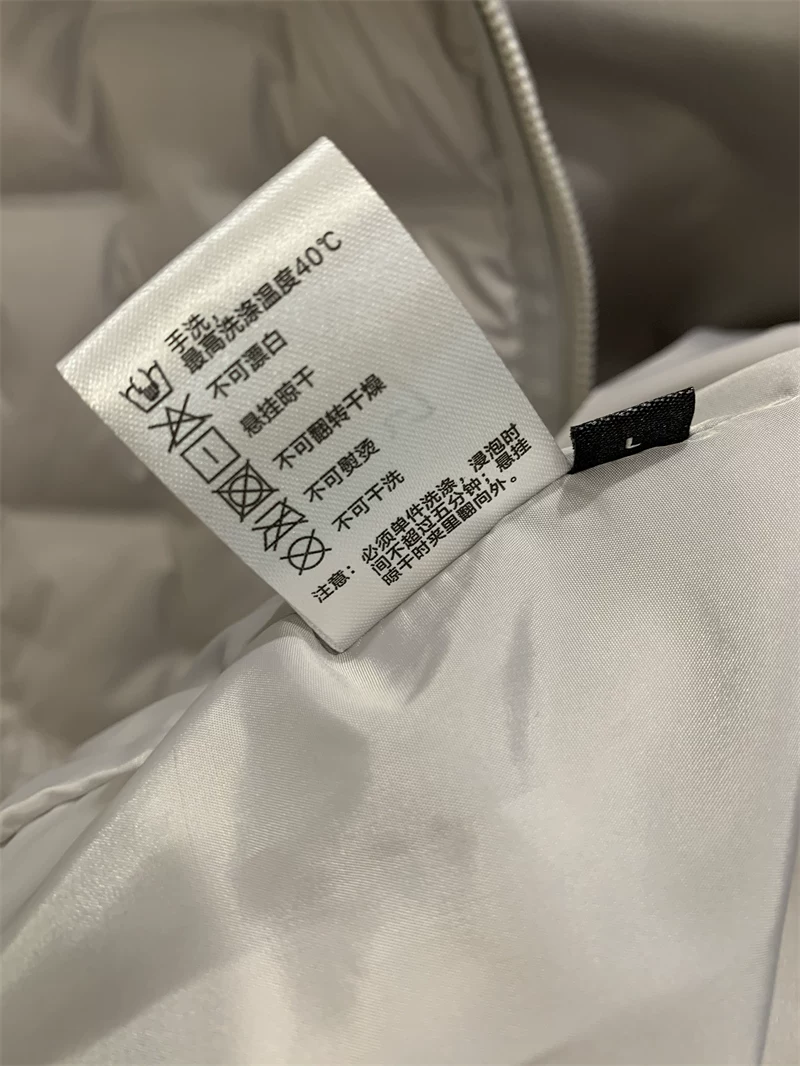 手洗,
最高洗涤温度40℃
不可漂白
悬挂晾干
不可翻转干燥
不可熨烫
不可干洗
注意：必须单件洗涤，浸泡时
间不超过五分钟；悬挂
晾干时夹里翻向外。
L